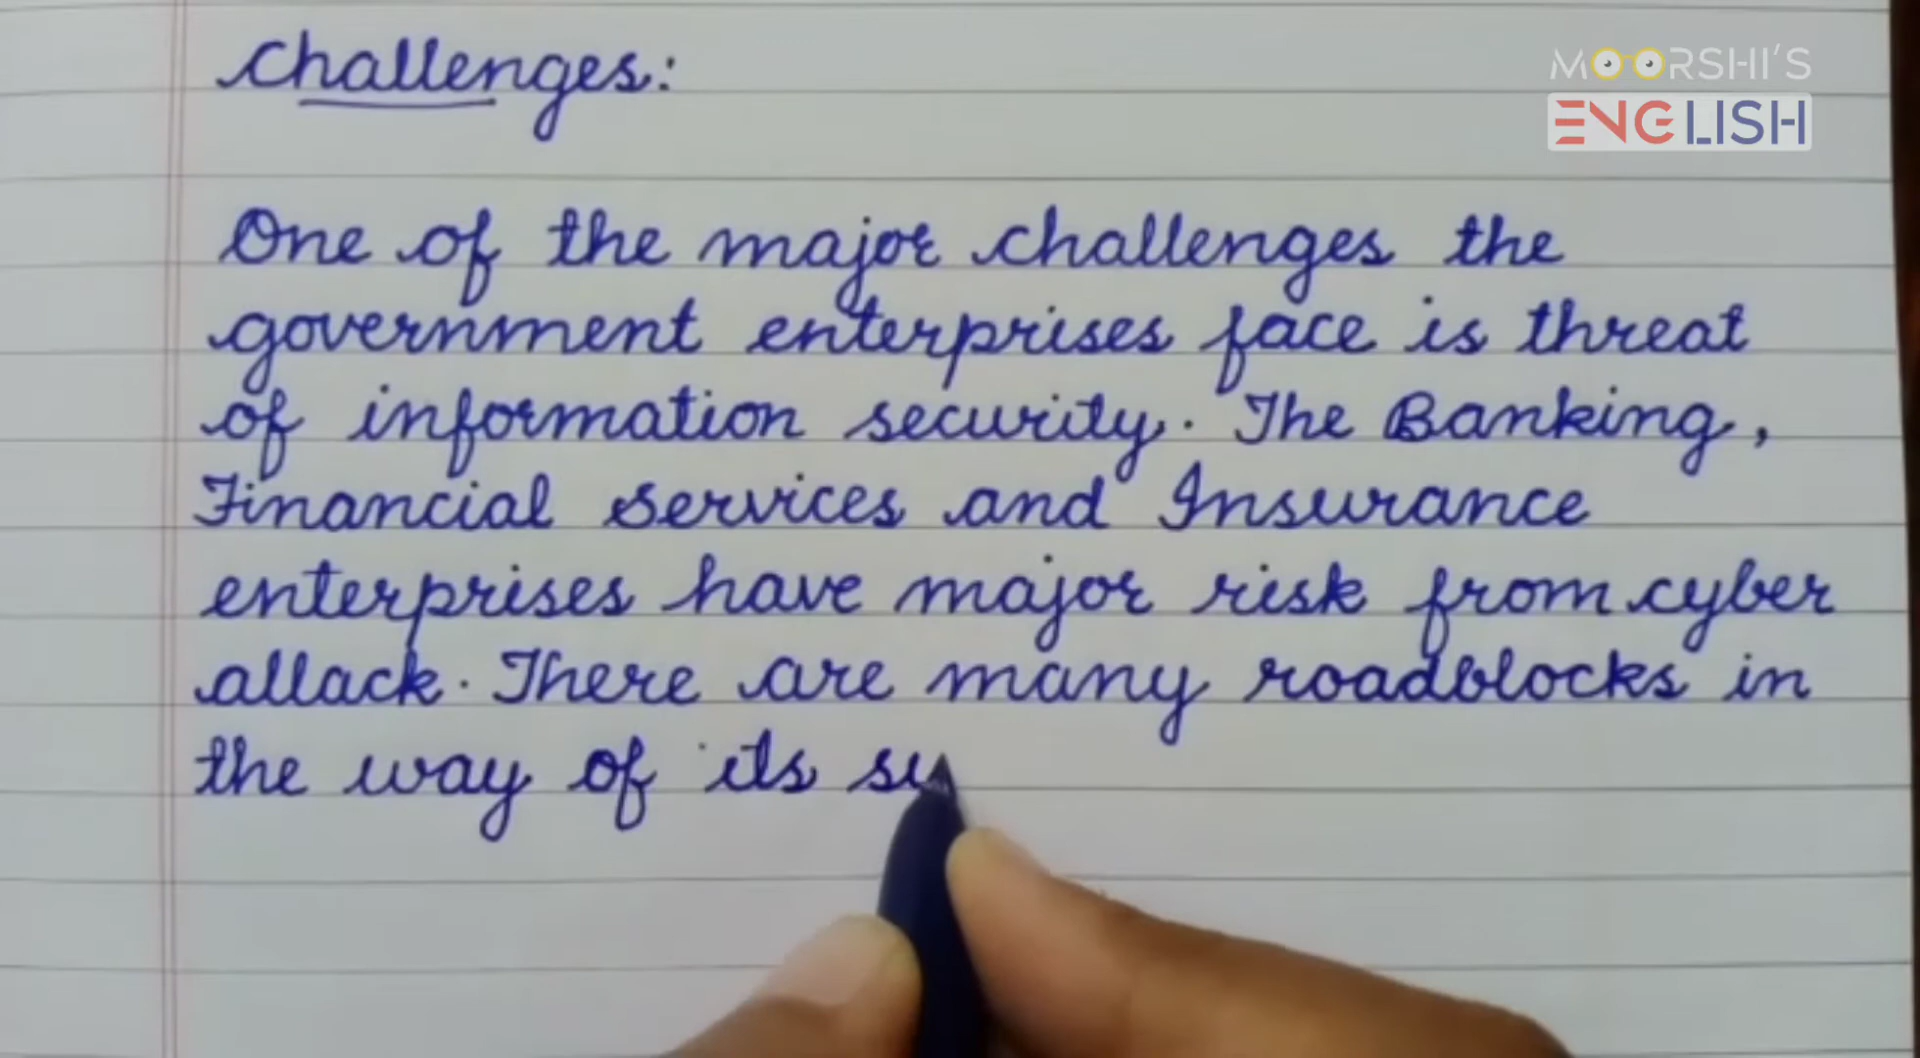 Challenges:
MOORSHI'S
ENGLISH
One of the major challenges the
government enterprises face is threat
of information security. The Banking,
Financial Services and Insurance
enterprises have major risk from cyber
attack. There are many roadblocks in
the way of its su